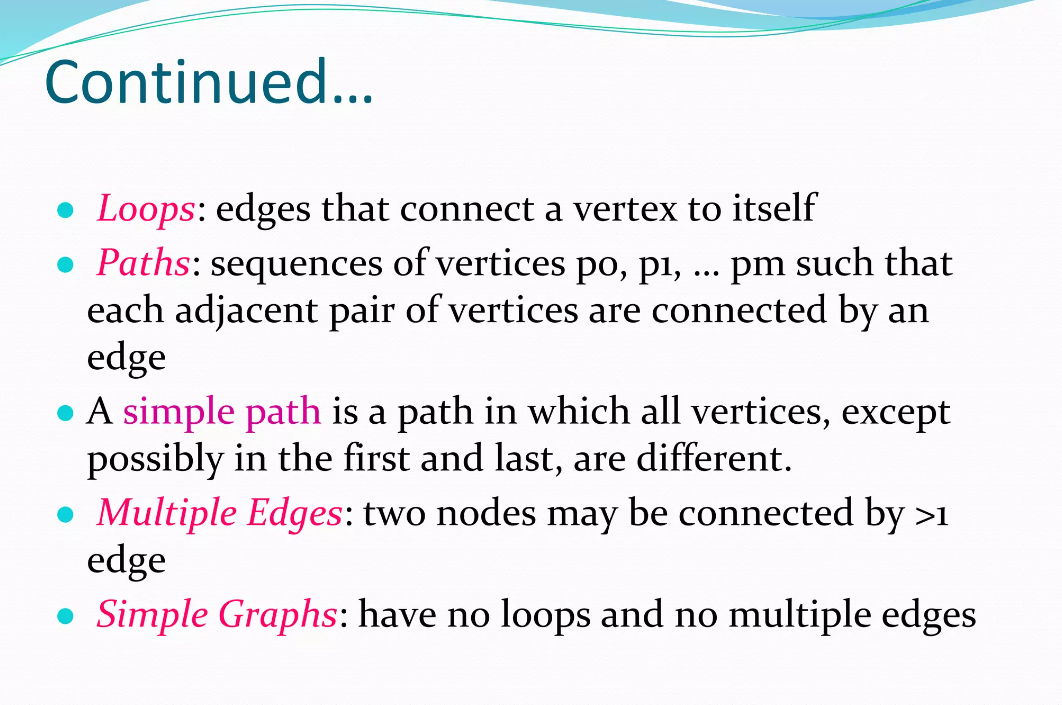 Continued…
● Loops: edges that connect a vertex to itself
● Paths: sequences of vertices p0, p1, … pm such that
each adjacent pair of vertices are connected by an
edge
● A simple path is a path in which all vertices, except
possibly in the first and last, are different.
● Multiple Edges: two nodes may be connected by >1
edge
● Simple Graphs: have no loops and no multiple edges